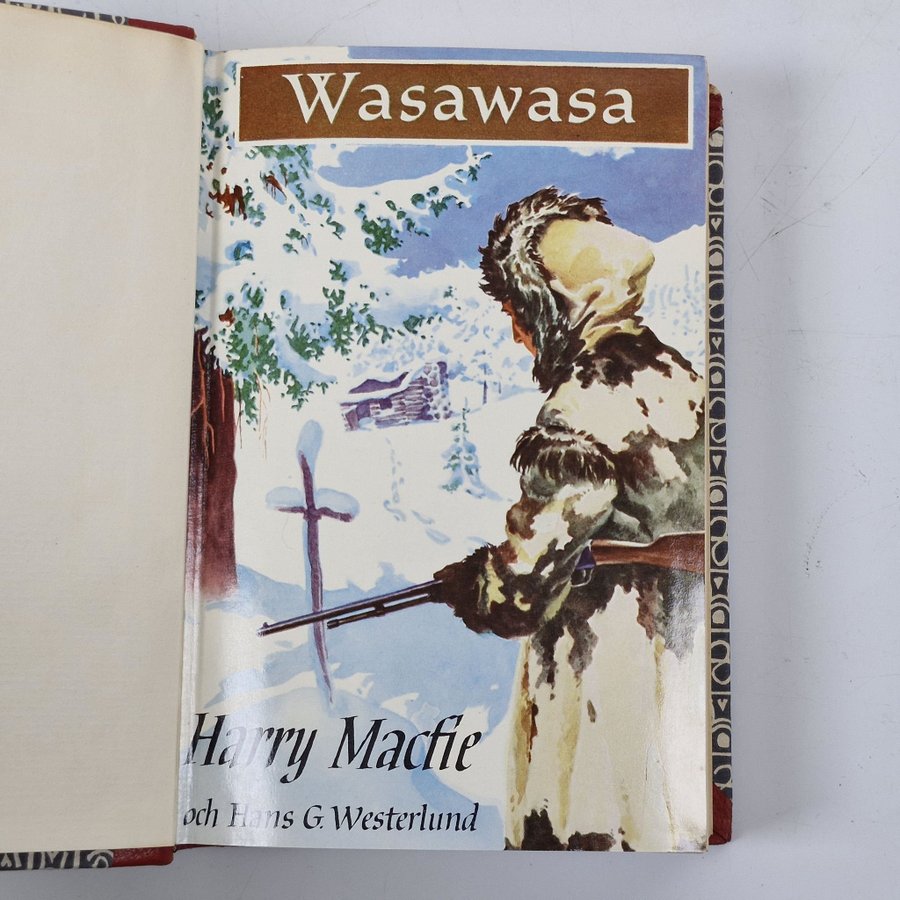 Wasawasa
Harry Macfie
och Hans G. Westerlund